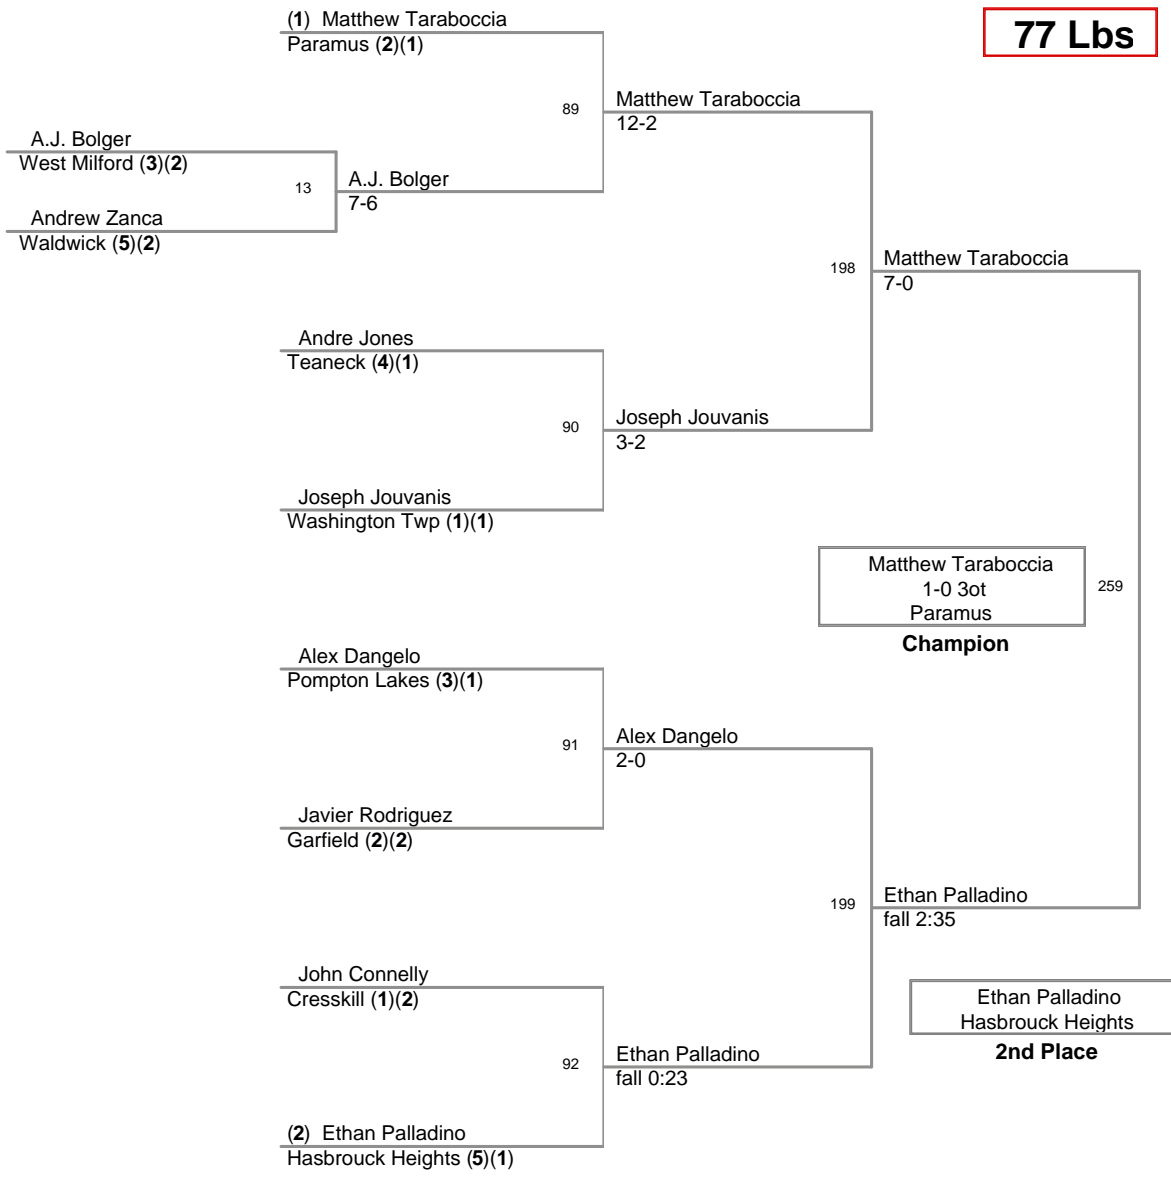 (1) Matthew Taraboccia
Paramus (2)(1)
77 Lbs
89
Matthew Taraboccia
12-2
A.J. Bolger
West Milford (3)(2)
13
A.J. Bolger
7-6
Andrew Zanca
Waldwick (5)(2)
198
Matthew Taraboccia
7-0
Andre Jones
Teaneck (4)(1)
90
Joseph Jouvanis
3-2
Joseph Jouvanis
Washington Twp (1)(1)
Matthew Taraboccia
1-0 3ot
Paramus
259
Champion
Alex Dangelo
Pompton Lakes (3)(1)
91
Alex Dangelo
2-0
Javier Rodriguez
Garfield (2)(2)
199
Ethan Palladino
fall 2:35
John Connelly
Cresskill (1)(2)
Ethan Palladino
Hasbrouck Heights
2nd Place
92
Ethan Palladino
fall 0:23
(2) Ethan Palladino
Hasbrouck Heights (5)(1)